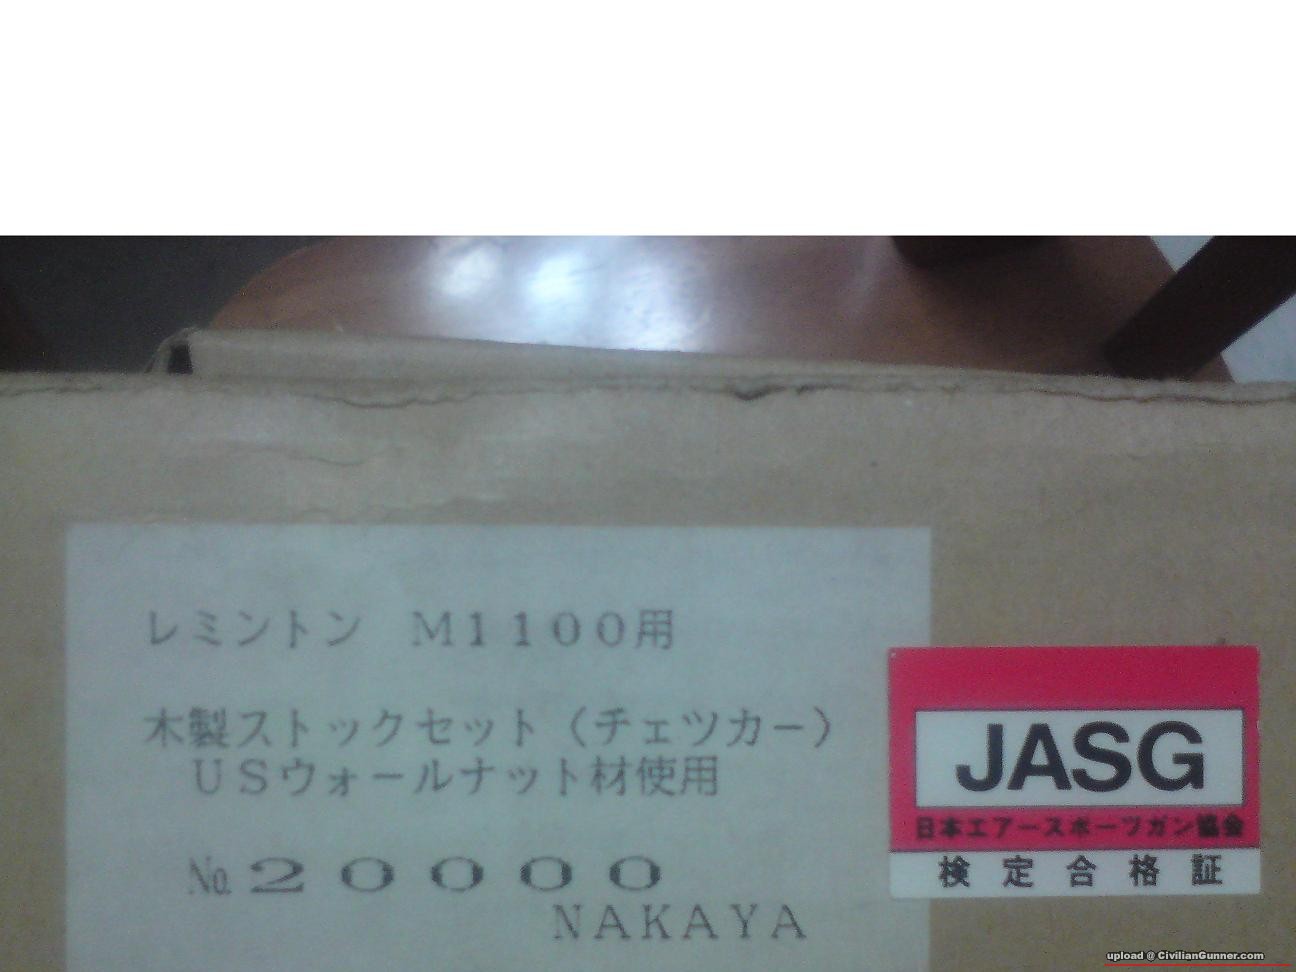 レミントン　M1100用
木製ストックセット（チェツカー）
USウォールナット材使用
№20000
NAKAYA
JASG
日本エアースポーツガン協会
検定合格証
upload @ CivilianGunner.com